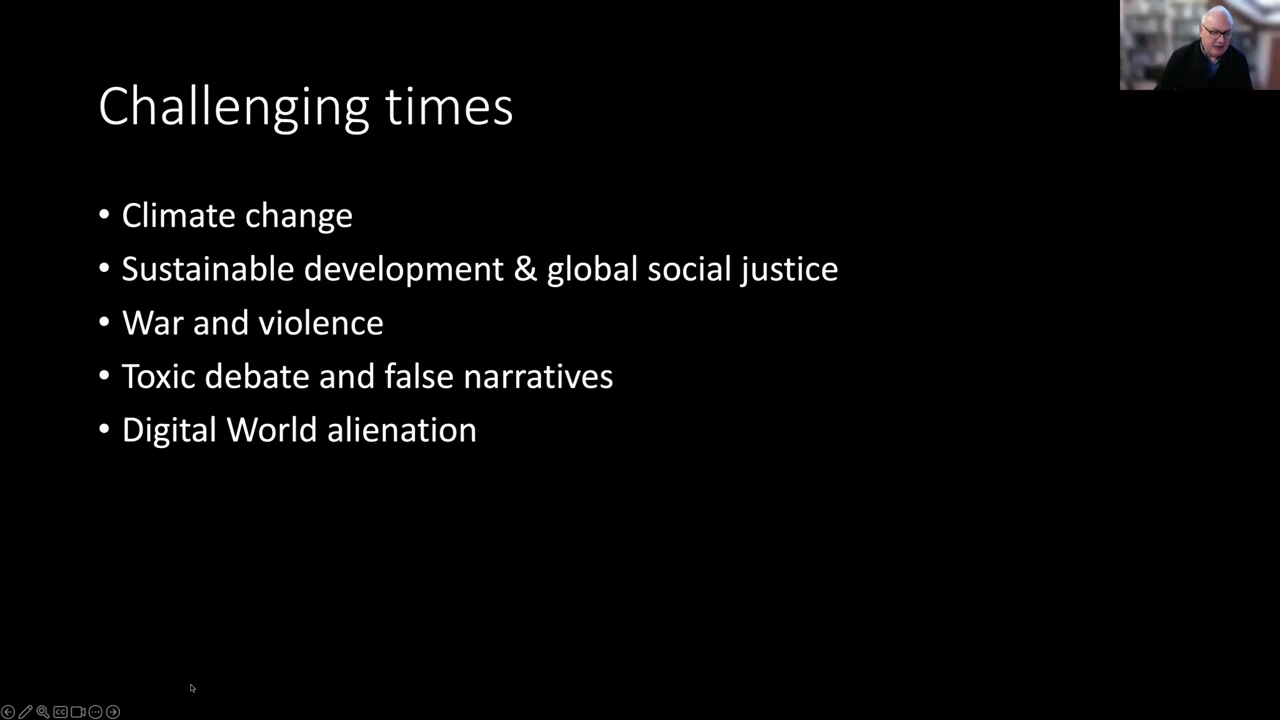 Challenging times
• Climate change
• Sustainable development & global social justice
• War and violence
• Toxic debate and false narratives
• Digital World alienation